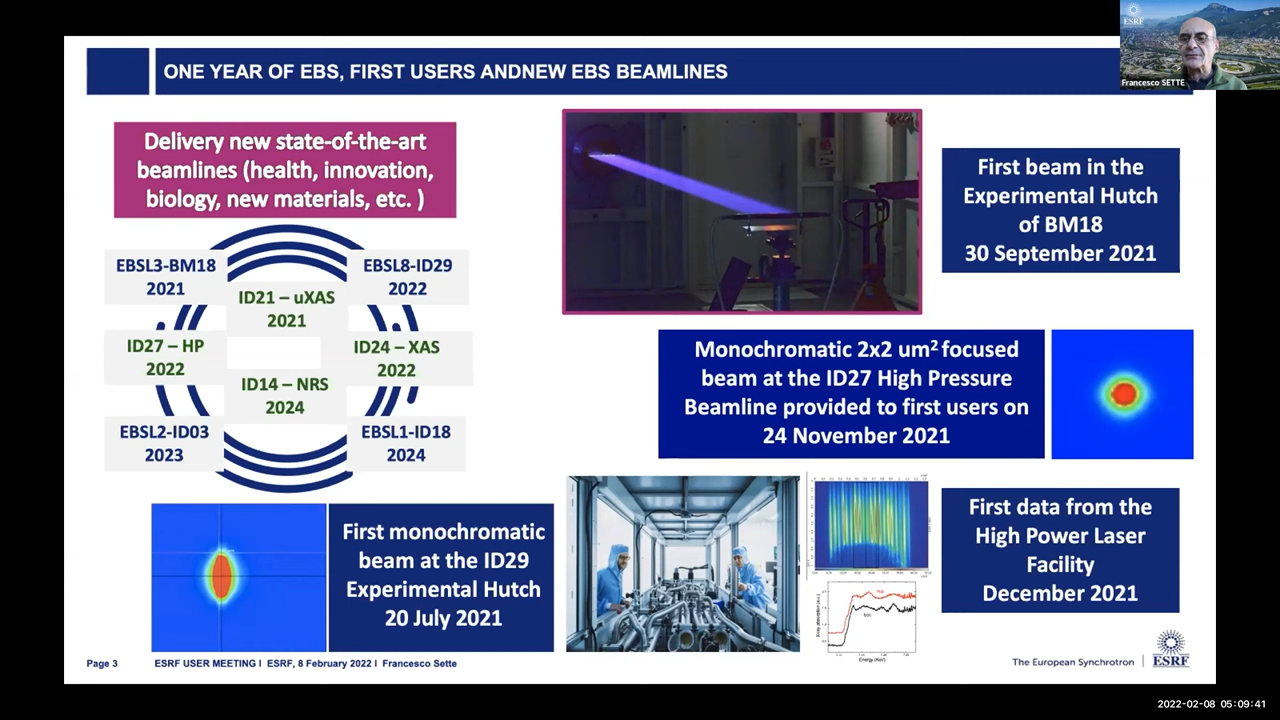 ESRF
Francesco SETTE
ONE YEAR OF EBS, FIRST USERS ANDNEW EBS BEAMLINES
Delivery new state-of-the-art
beamlines (health, innovation,
biology, new materials, etc. )
EBSL3-BM18
2021
EBSL8-ID29
2022
ID21 – uXAS
2021
ID27 – HP
2022
ID24 – XAS
2022
ID14 – NRS
2024
EBSL2-ID03
2023
EBSL1-ID18
2024
First beam in the
Experimental Hutch
of BM18
30 September 2021
Monochromatic 2x2 um² focused
beam at the ID27 High Pressure
Beamline provided to first users on
24 November 2021
First monochromatic
beam at the ID29
Experimental Hutch
20 July 2021
Energy (KeV)
First data from the
High Power Laser
Facility
December 2021
Page 3
ESRF USER MEETING I ESRF, 8 February 2022 I Francesco Sette
The European Synchrotron
ESRF
2022-02-08 05:09:41